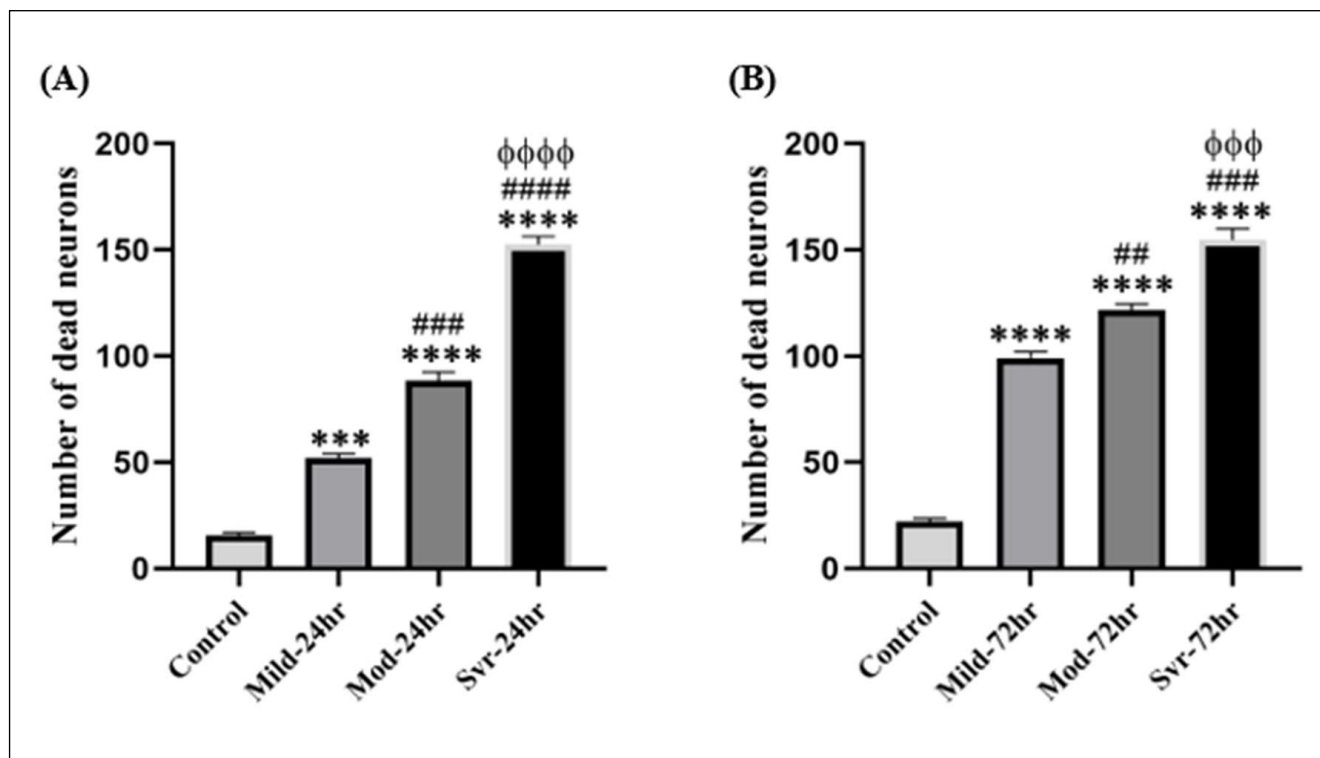 (A)
Number of dead neurons
200
150
100
50
0
***
###
****
ϕϕϕϕ
####
****
Control
Mild-24hr
Mod-24hr
Svr-24hr
(B)
Number of dead neurons
200
150
100
50
0
****
##
****
ϕϕϕ
###
****
Control
Mild-72hr
Mod-72hr
Svr-72hr